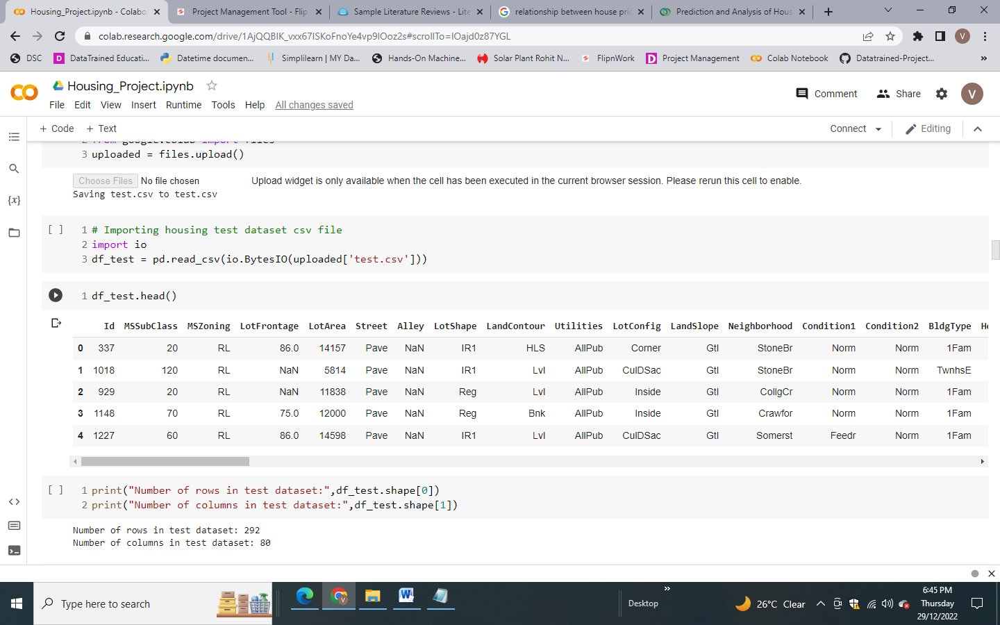 Housing_Project.ipynb - Colabo
Project Management Tool - Flip
Sample Literature Reviews - Lite
relationship between house pric
Prediction and Analysis of Hous
colab.research.google.com/drive/1AjQQBIK_vxx67ISKoFnoYe4vp9IOoz2s#scrollTo=IOajd0z87YGL
V
DSC
D DataTrained Educati...
Datetime documen...
Simplilearn | MY Da...
Hands-On Machine...
Solar Plant Rohit N...
FlipnWork
D Project Management
Colab Notebook
Datatrained-Project...
»
Housing_Project.ipynb
File Edit View Insert Runtime Tools Help All changes saved
Comment Share V
+ Code + Text
Connect Editing
2 from google.colab import files
3 uploaded = files.upload()
Choose Files No file chosen Upload widget is only available when the cell has been executed in the current browser session. Please rerun this cell to enable.
Saving test.csv to test.csv
[ ] 1 # Importing housing test dataset csv file
2 import io
3 df_test = pd.read_csv(io.BytesIO(uploaded['test.csv']))
1 df_test.head()
Id MSSubClass MSZoning LotFrontage LotArea Street Alley LotShape LandContour Utilities LotConfig LandSlope Neighborhood Condition1 Condition2 BldgType Ho
0 337 20 RL 86.0 14157 Pave NaN IR1 HLS AllPub Corner Gtl StoneBr Norm Norm 1Fam
1 1018 120 RL NaN 5814 Pave NaN IR1 Lvl AllPub CulDSac Gtl StoneBr Norm Norm TwnhsE
2 929 20 RL NaN 11838 Pave NaN Reg Lvl AllPub Inside Gtl CollgCr Norm Norm 1Fam
3 1148 70 RL 75.0 12000 Pave NaN Reg Bnk AllPub Inside Gtl Crawfor Norm Norm 1Fam
4 1227 60 RL 86.0 14598 Pave NaN IR1 Lvl AllPub CulDSac Gtl Somerst Feedr Norm 1Fam
[ ] 1 print("Number of rows in test dataset:",df_test.shape[0])
2 print("Number of columns in test dataset:",df_test.shape[1])
Number of rows in test dataset: 292
Number of columns in test dataset: 80
Type here to search
Desktop
»
26°C Clear
6:45 PM
Thursday
29/12/2022